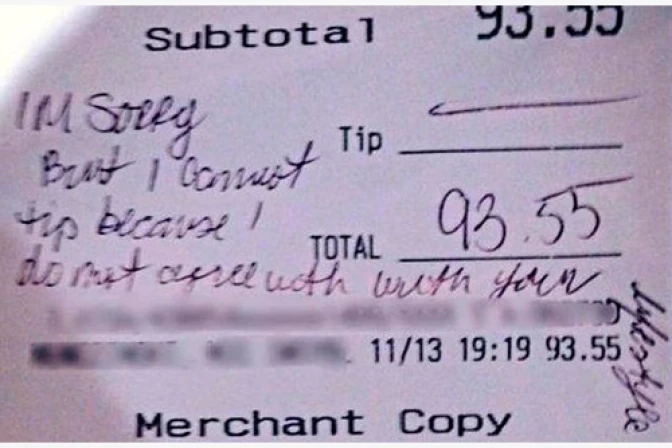 Subtotal 93.55
IM Sorry
But I cannot
Tip
tip because I
TOTAL 93.55
do not agree with with your
lifestyle
11/13 19:19 93.55
Merchant Copy